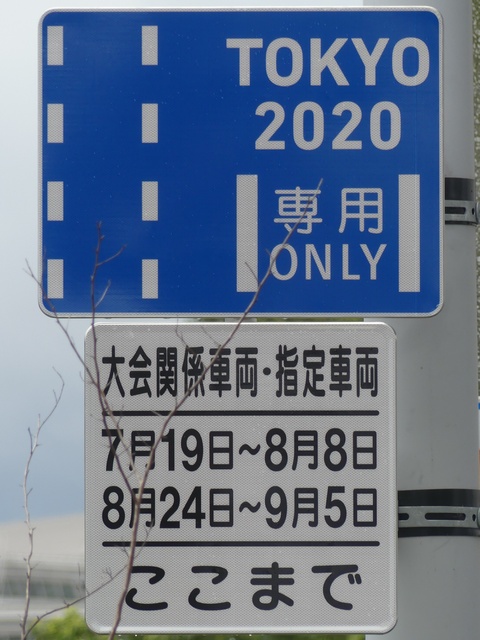 TOKYO
2020
専用
ONLY
大会関係車両・指定車両
7月19日~8月8日
8月24日~9月5日
ここまで